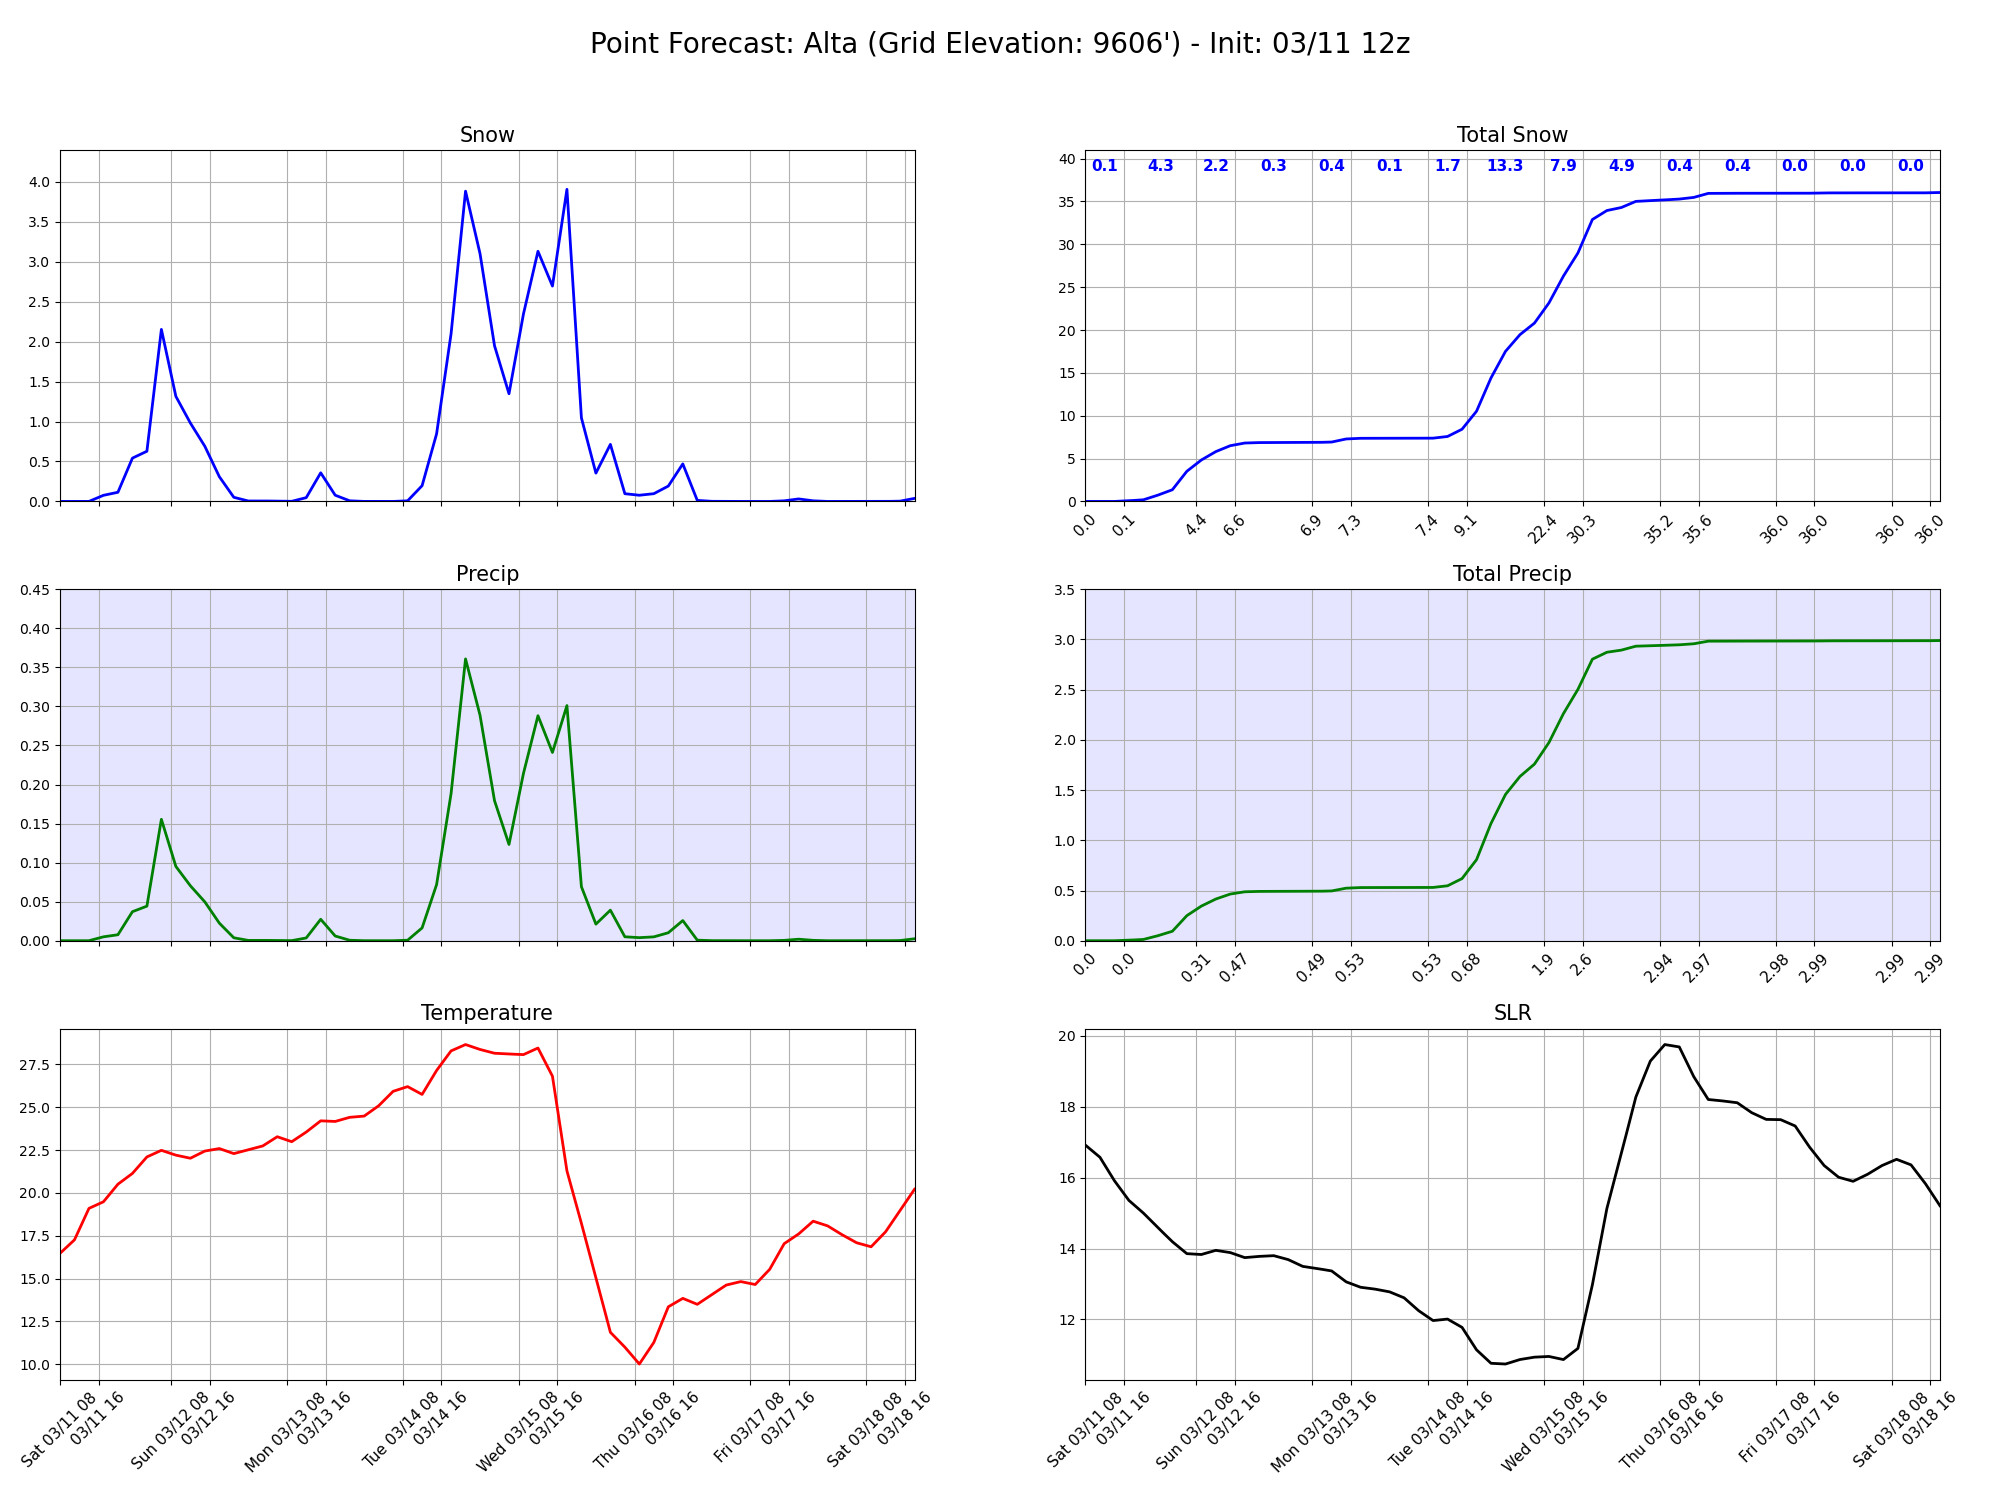 Point Forecast: Alta (Grid Elevation: 9606') - Init: 03/11 12z
Snow
4.0
3.5
3.0
2.5
2.0
1.5
1.0
0.5
0.0
Total Snow
0.1 4.3 2.2 0.3 0.4 0.1 1.7 13.3 7.9 4.9 0.4 0.4 0.0 0.0 0.0
40
35
30
25
20
15
10
5
0
0.0 0.1 4.4 6.6 6.9 7.3 7.4 9.1 22.4 30.3 35.2 35.6 36.0 36.0 36.0 36.0
Precip
0.45
0.40
0.35
0.30
0.25
0.20
0.15
0.10
0.05
0.00
Total Precip
3.5
3.0
2.5
2.0
1.5
1.0
0.5
0.0
0.0 0.0 0.31 0.47 0.49 0.53 0.53 0.68 1.9 2.6 2.94 2.97 2.98 2.99 2.99 2.99
Temperature
27.5
25.0
22.5
20.0
17.5
15.0
12.5
10.0
Sat 03/11 08
03/11 16
Sun 03/12 08
03/12 16
Mon 03/13 08
03/13 16
Tue 03/14 08
03/14 16
Wed 03/15 08
03/15 16
Thu 03/16 08
03/16 16
Fri 03/17 08
03/17 16
Sat 03/18 08
03/18 16
SLR
20
18
16
14
12
Sat 03/11 08
03/11 16
Sun 03/12 08
03/12 16
Mon 03/13 08
03/13 16
Tue 03/14 08
03/14 16
Wed 03/15 08
03/15 16
Thu 03/16 08
03/16 16
Fri 03/17 08
03/17 16
Sat 03/18 08
03/18 16